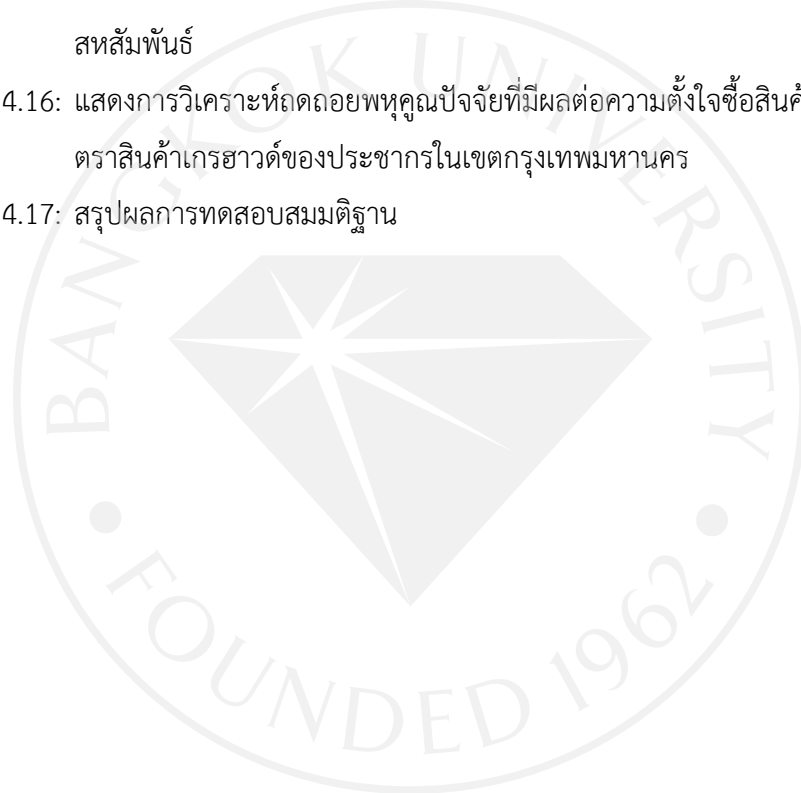 สหสัมพันธ์
4.16: แสดงการวิเคราะห์ถดถอยพหุคูณปัจจัยที่มีผลต่อความตั้งใจซื้อสินค้
ตราสินค้าเกรฮาวด์ของประชากรในเขตกรุงเทพมหานคร
4.17: สรุปผลการทดสอบสมมติฐาน
BANGKOK UNIVERSITY
• FOUNDED 1962 •